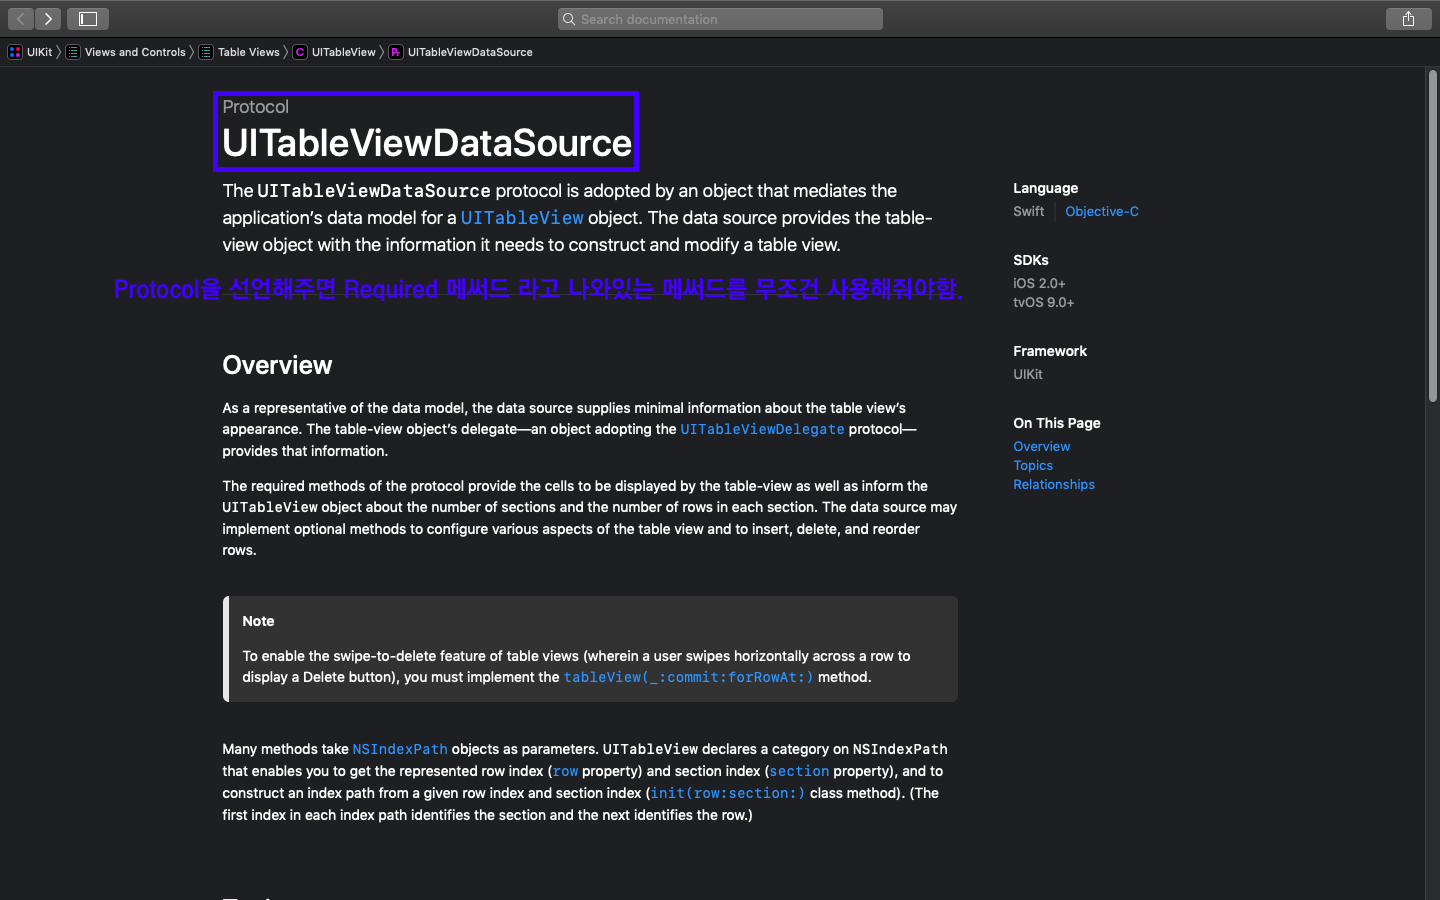 Search documentation
UIKit 〉 Views and Controls 〉 Table Views 〉 C UITableView 〉 Pr UITableViewDataSource
Protocol
UITableViewDataSource
The UITableViewDataSource protocol is adopted by an object that mediates the
application’s data model for a UITableView object. The data source provides the table-
view object with the information it needs to construct and modify a table view.
Protocol을 선언해주면 Required 메써드 라고 나와있는 메써드를 무조건 사용해줘야함.
Overview
As a representative of the data model, the data source supplies minimal information about the table view’s
appearance. The table-view object’s delegate—an object adopting the UITableViewDelegate protocol—
provides that information.
The required methods of the protocol provide the cells to be displayed by the table-view as well as inform the
UITableView object about the number of sections and the number of rows in each section. The data source may
implement optional methods to configure various aspects of the table view and to insert, delete, and reorder
rows.
Note
To enable the swipe-to-delete feature of table views (wherein a user swipes horizontally across a row to
display a Delete button), you must implement the tableView(_:commit:forRowAt:) method.
Many methods take NSIndexPath objects as parameters. UITableView declares a category on NSIndexPath
that enables you to get the represented row index (row property) and section index (section property), and to
construct an index path from a given row index and section index (init(row:section:) class method). (The
first index in each index path identifies the section and the next identifies the row.)
Language
Swift Objective-C
SDKs
iOS 2.0+
tvOS 9.0+
Framework
UIKit
On This Page
Overview
Topics
Relationships